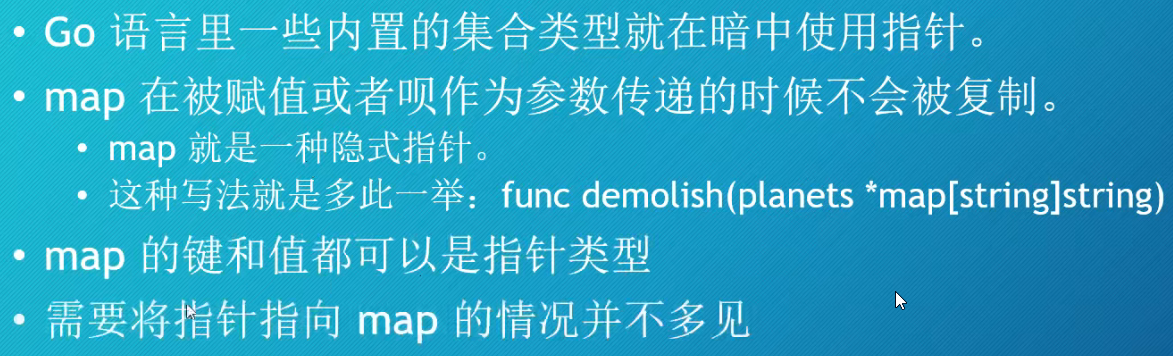 • Go 语言里一些内置的集合类型就在暗中使用指针。
• map 在被赋值或者呗作为参数传递的时候不会被复制。
• map 就是一种隐式指针。
• 这种写法就是多此一举：func demolish(planets *map[string]string)
• map 的键和值都可以是指针类型
• 需要将指针指向 map 的情况并不多见